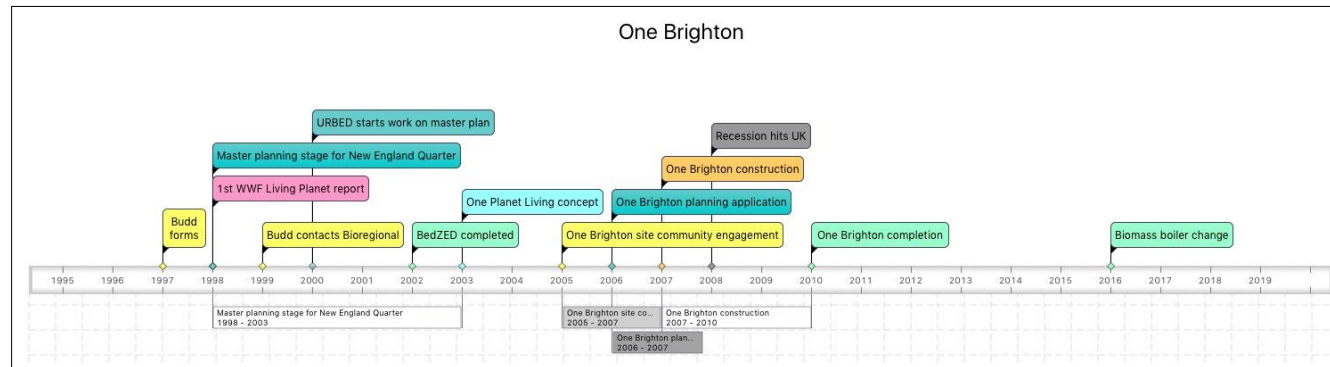 One Brighton
URBED starts work on master plan
Recession hits UK
Master planning stage for New England Quarter
One Brighton construction
1st WWF Living Planet report
One Planet Living concept
One Brighton planning application
Budd
forms
Budd contacts Bioregional
BedZED completed
One Brighton site community engagement
One Brighton completion
Biomass boiler change
1995 1996 1997 1998 1999 2000 2001 2002 2003 2004 2005 2006 2007 2008 2009 2010 2011 2012 2013 2014 2015 2016 2017 2018 2019
Master planning stage for New England Quarter
1998 - 2003
One Brighton site co...
2005 - 2007
One Brighton construction
2007 - 2010
One Brighton plan...
2006 - 2007